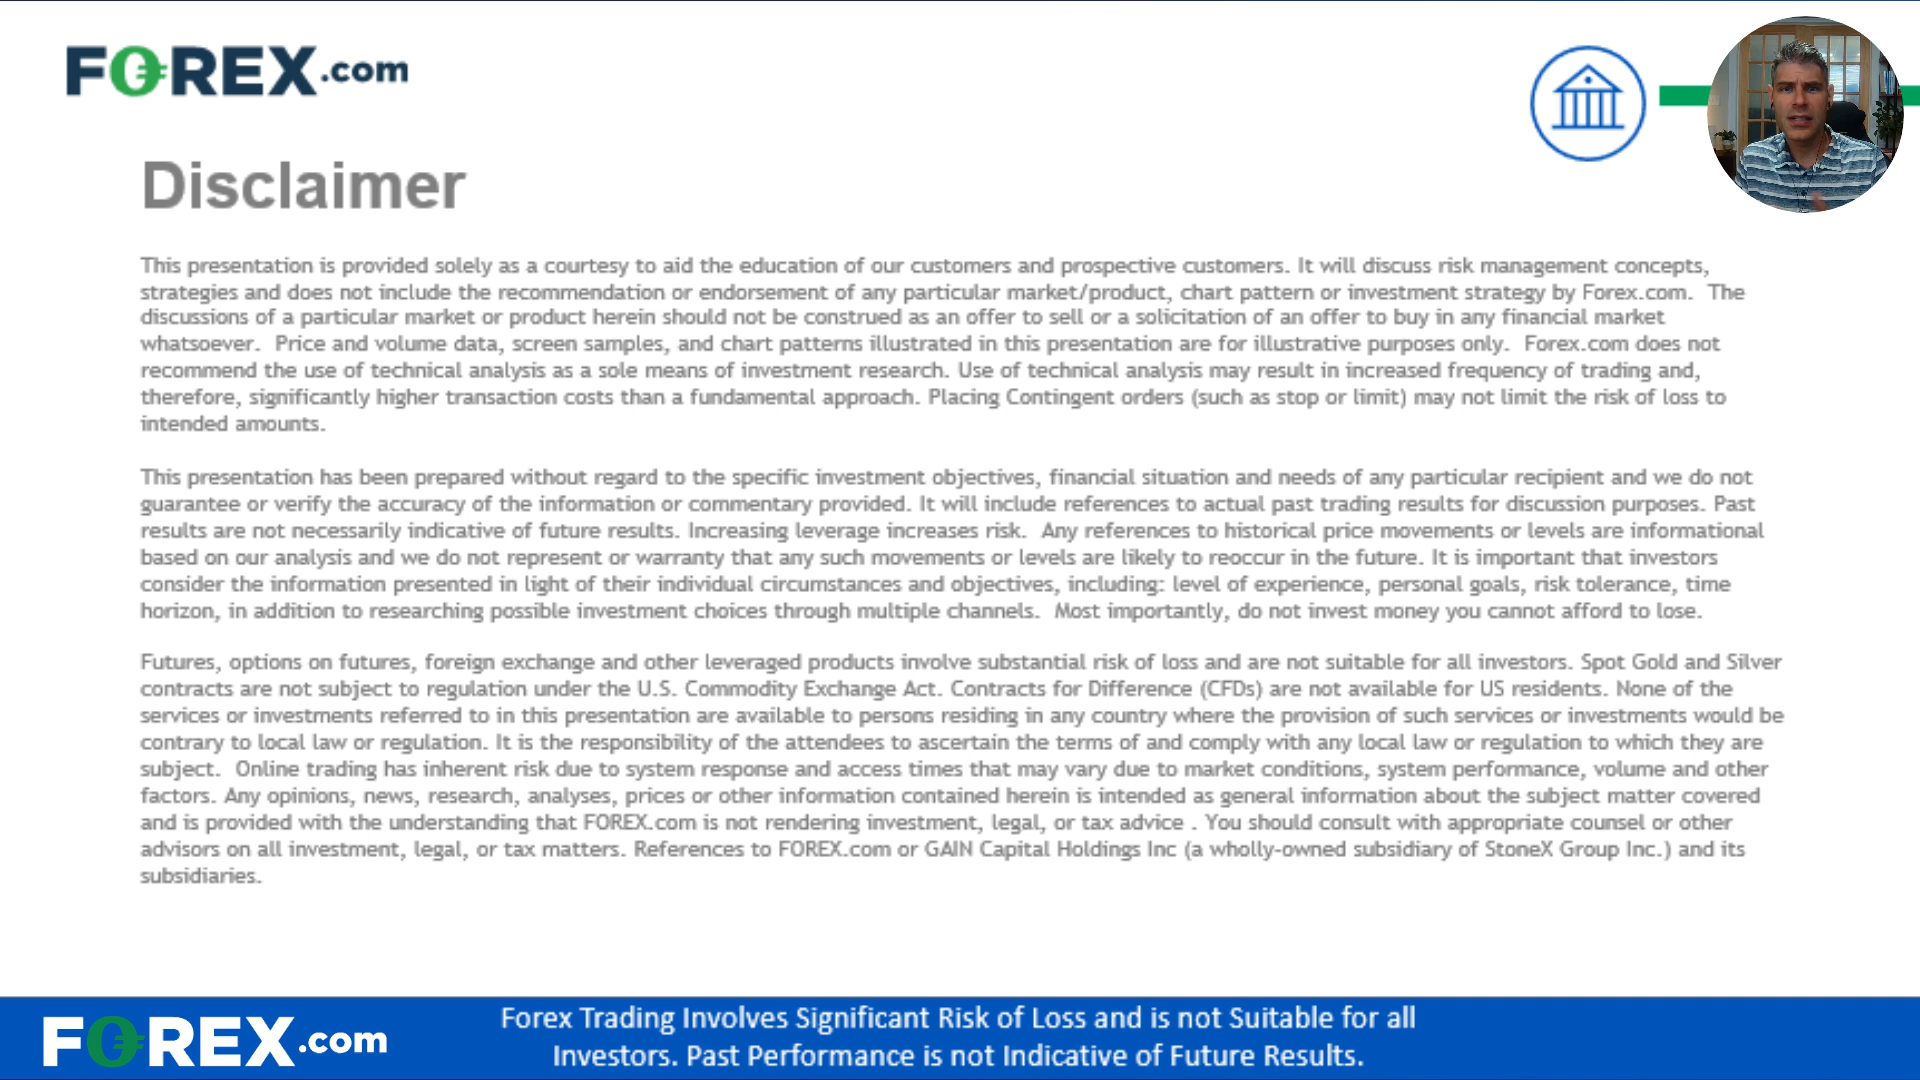 FOREX.com
Disclaimer
This presentation is provided solely as a courtesy to aid the education of our customers and prospective customers. It will discuss risk management concepts,
strategies and does not include the recommendation or endorsement of any particular market/product, chart pattern or investment strategy by Forex.com.  The
discussions of a particular market or product herein should not be construed as an offer to sell or a solicitation of an offer to buy in any financial market
whatsoever.  Price and volume data, screen samples, and chart patterns illustrated in this presentation are for illustrative purposes only.  Forex.com does not
recommend the use of technical analysis as a sole means of investment research. Use of technical analysis may result in increased frequency of trading and,
therefore, significantly higher transaction costs than a fundamental approach. Placing Contingent orders (such as stop or limit) may not limit the risk of loss to
intended amounts.
This presentation has been prepared without regard to the specific investment objectives, financial situation and needs of any particular recipient and we do not
guarantee or verify the accuracy of the information or commentary provided. It will include references to actual past trading results for discussion purposes. Past
results are not necessarily indicative of future results. Increasing leverage increases risk.  Any references to historical price movements or levels are informational
based on our analysis and we do not represent or warranty that any such movements or levels are likely to reoccur in the future. It is important that investors
consider the information presented in light of their individual circumstances and objectives, including: level of experience, personal goals, risk tolerance, time
horizon, in addition to researching possible investment choices through multiple channels.  Most importantly, do not invest money you cannot afford to lose.
Futures, options on futures, foreign exchange and other leveraged products involve substantial risk of loss and are not suitable for all investors. Spot Gold and Silver
contracts are not subject to regulation under the U.S. Commodity Exchange Act. Contracts for Difference (CFDs) are not available for US residents. None of the
services or investments referred to in this presentation are available to persons residing in any country where the provision of such services or investments would be
contrary to local law or regulation. It is the responsibility of the attendees to ascertain the terms of and comply with any local law or regulation to which they are
subject.  Online trading has inherent risk due to system response and access times that may vary due to market conditions, system performance, volume and other
factors. Any opinions, news, research, analyses, prices or other information contained herein is intended as general information about the subject matter covered
and is provided with the understanding that FOREX.com is not rendering investment, legal, or tax advice . You should consult with appropriate counsel or other
advisors on all investment, legal, or tax matters. References to FOREX.com or GAIN Capital Holdings Inc (a wholly-owned subsidiary of StoneX Group Inc.) and its
subsidiaries.
FOREX.com
Forex Trading Involves Significant Risk of Loss and is not Suitable for all
Investors. Past Performance is not Indicative of Future Results.